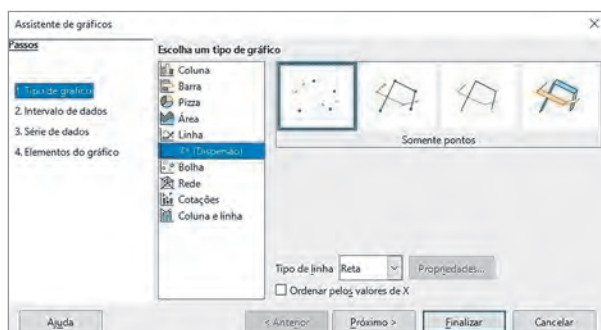 Assistente de gráficos
Passos
1. Tipo de gráfico
2. Intervalo de dados
3. Série de dados
4. Elementos do gráfico
Escolha um tipo de gráfico
Coluna
Barra
Pizza
Área
Linha
XY (Dispersão)
Bolha
Rede
Cotações
Coluna e linha
Somente pontos
Tipo de linha Reta Propriedades...
Ordenar pelos valores de X
Ajuda < Anterior Próximo > Finalizar Cancelar